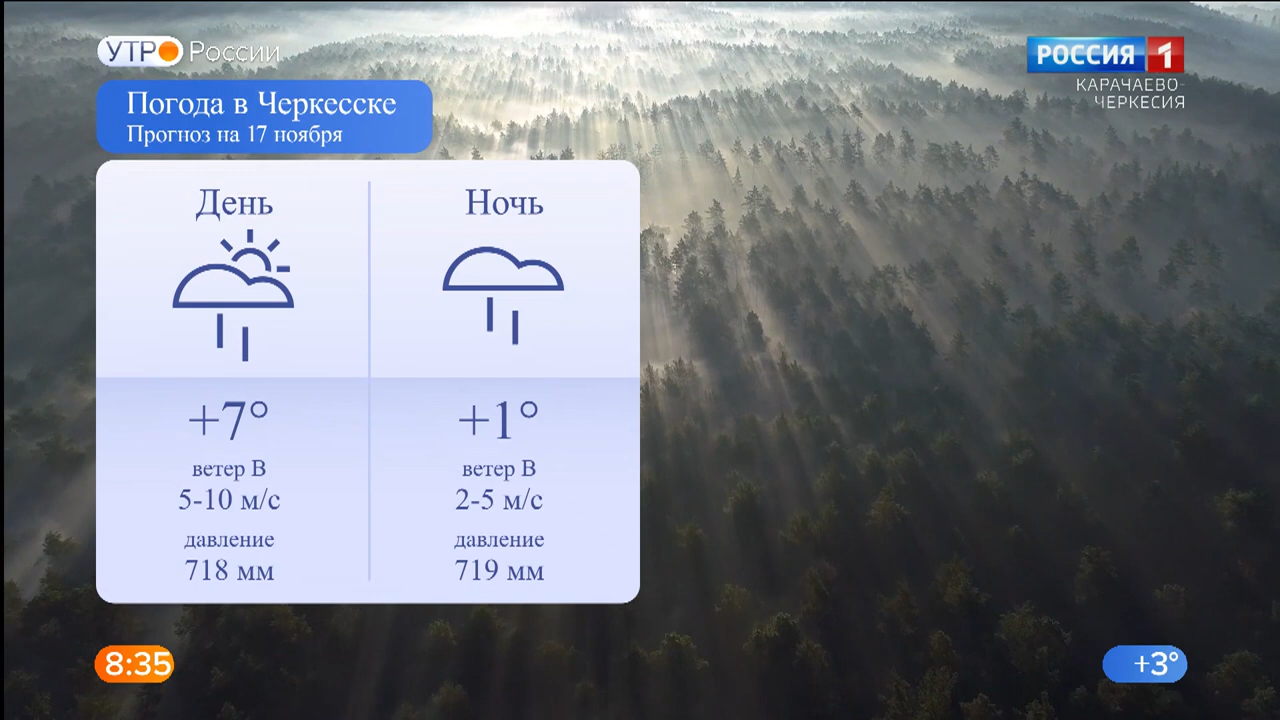 УТРО России
РОССИЯ 1
КАРАЧАЕВО-
ЧЕРКЕСИЯ
Погода в Черкесске
Прогноз на 17 ноября
День
Ночь
+7°
+1°
ветер В
ветер В
5-10 м/с
2-5 м/с
давление
давление
718 мм
719 мм
8:35
+3°